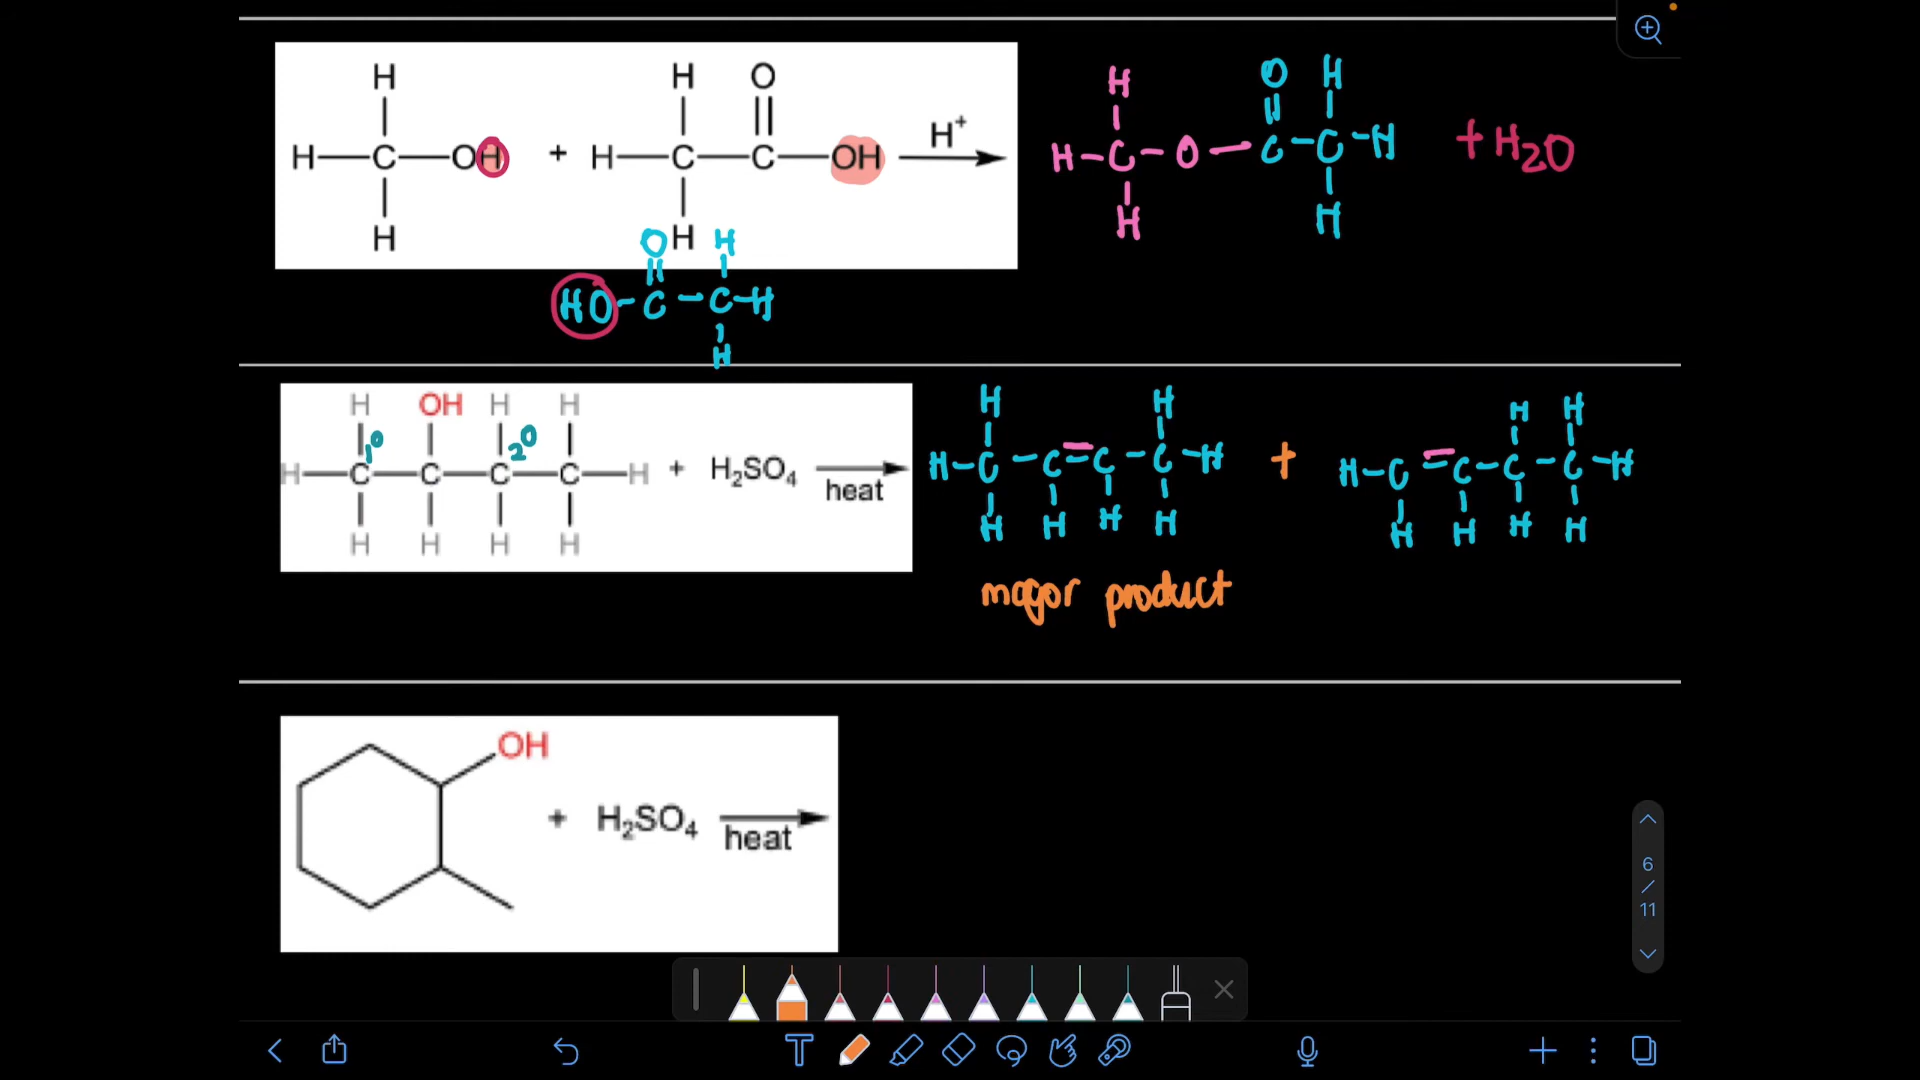 H H O O H
H—C—OH + H—C—C—OH H+ H—C—O—C—C—H + H2O
H H H H
O H
HO—C—C—H
H
H OH H H H H H H
1° 2°
H—C—C—C—C—H + H2SO4 heat H—C—C=C—C—H + H—C=C—C—C—H
H H H H H H H H H H H H
major product
OH
+ H2SO4
heat
6
/
11
T